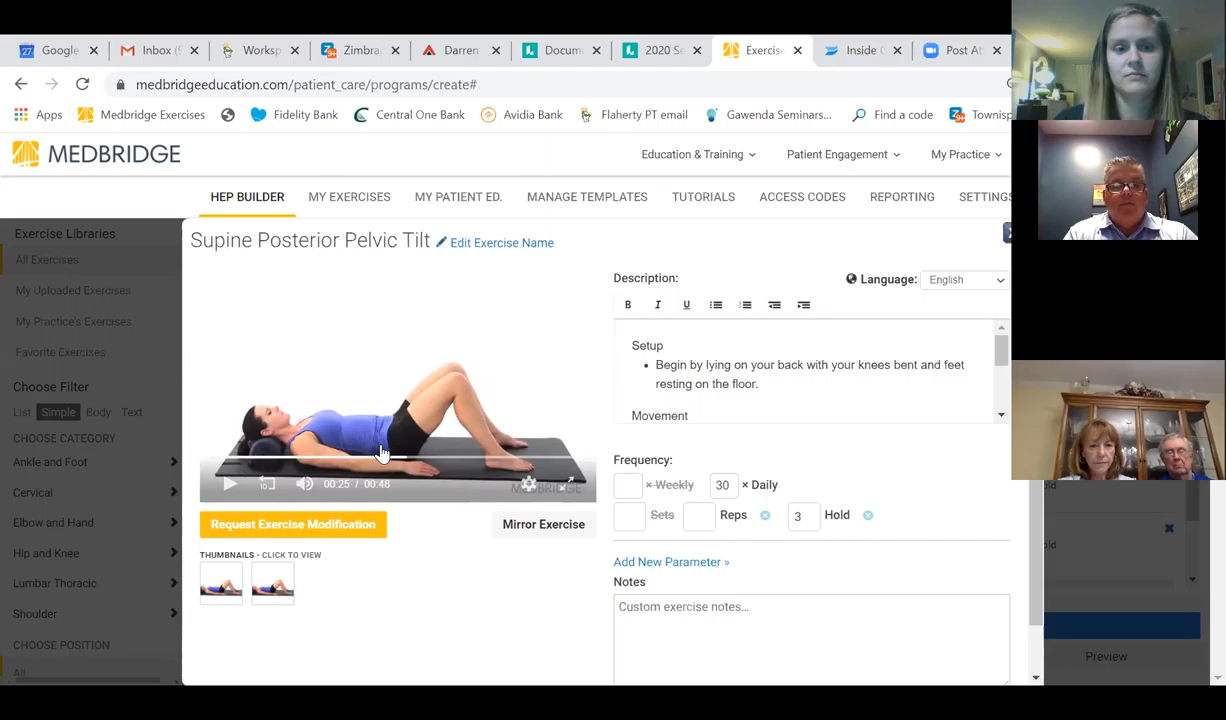 Google
Inbox (
Worksp
Zimbra
Darren
Docum
2020 Se
Exercise
Inside
Post At
medbridgeeducation.com/patient_care/programs/create#
Apps Medbridge Exercises Fidelity Bank Central One Bank Avidia Bank Flaherty PT email Gawenda Seminars... Find a code Townisp
MEDBRIDGE
Education & Training Patient Engagement My Practice
HEP BUILDER MY EXERCISES MY PATIENT ED. MANAGE TEMPLATES TUTORIALS ACCESS CODES REPORTING SETTINGS
Exercise Libraries
All Exercises
My Uploaded Exercises
My Practice's Exercises
Favorite Exercises
Choose Filter
List Simple Body Text
CHOOSE CATEGORY
Ankle and Foot
Cervical
Elbow and Hand
Hip and Knee
Lumbar Thoracic
Shoulder
CHOOSE POSITION
All
Supine Posterior Pelvic Tilt Edit Exercise Name
10
00:25 / 00:48
MEDBRIDGE
Request Exercise Modification Mirror Exercise
THUMBNAILS - CLICK TO VIEW
Description: Language: English
B I U
Setup
Begin by lying on your back with your knees bent and feet
resting on the floor.
Movement
Frequency:
× Weekly 30 × Daily
Sets Reps 3 Hold
Add New Parameter »
Notes
Custom exercise notes...
old
Preview